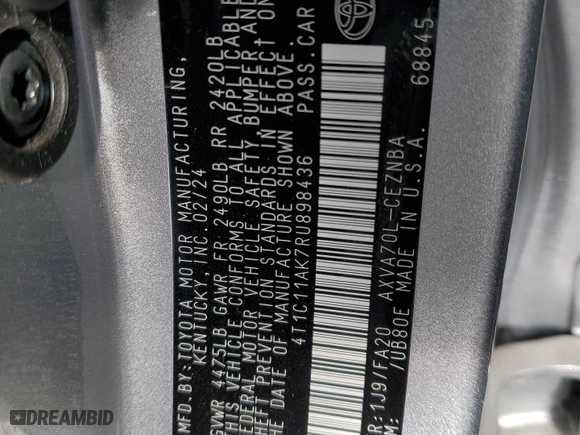 MFD.BY:TOYOTA MOTOR MANUFACTURING,
KENTUCKY, INC. 02/24
GVWR 4475LB GAWR FR 2490LB RR 2420LB
THIS VEHICLE CONFORMS TO ALL APPLICABLE
FEDERAL MOTOR VEHICLE SAFETY, BUMPER AND
THEFT PREVENTION STANDARDS IN EFFECT ON
THE DATE OF MANUFACTURE SHOWN ABOVE.
4T1C11AK7RU898436 PASS. CAR
R: 1J9/FA20 AXVA70L-CEZNBA
M: /UB80E MADE IN U.S.A. 68845
DREAMBID